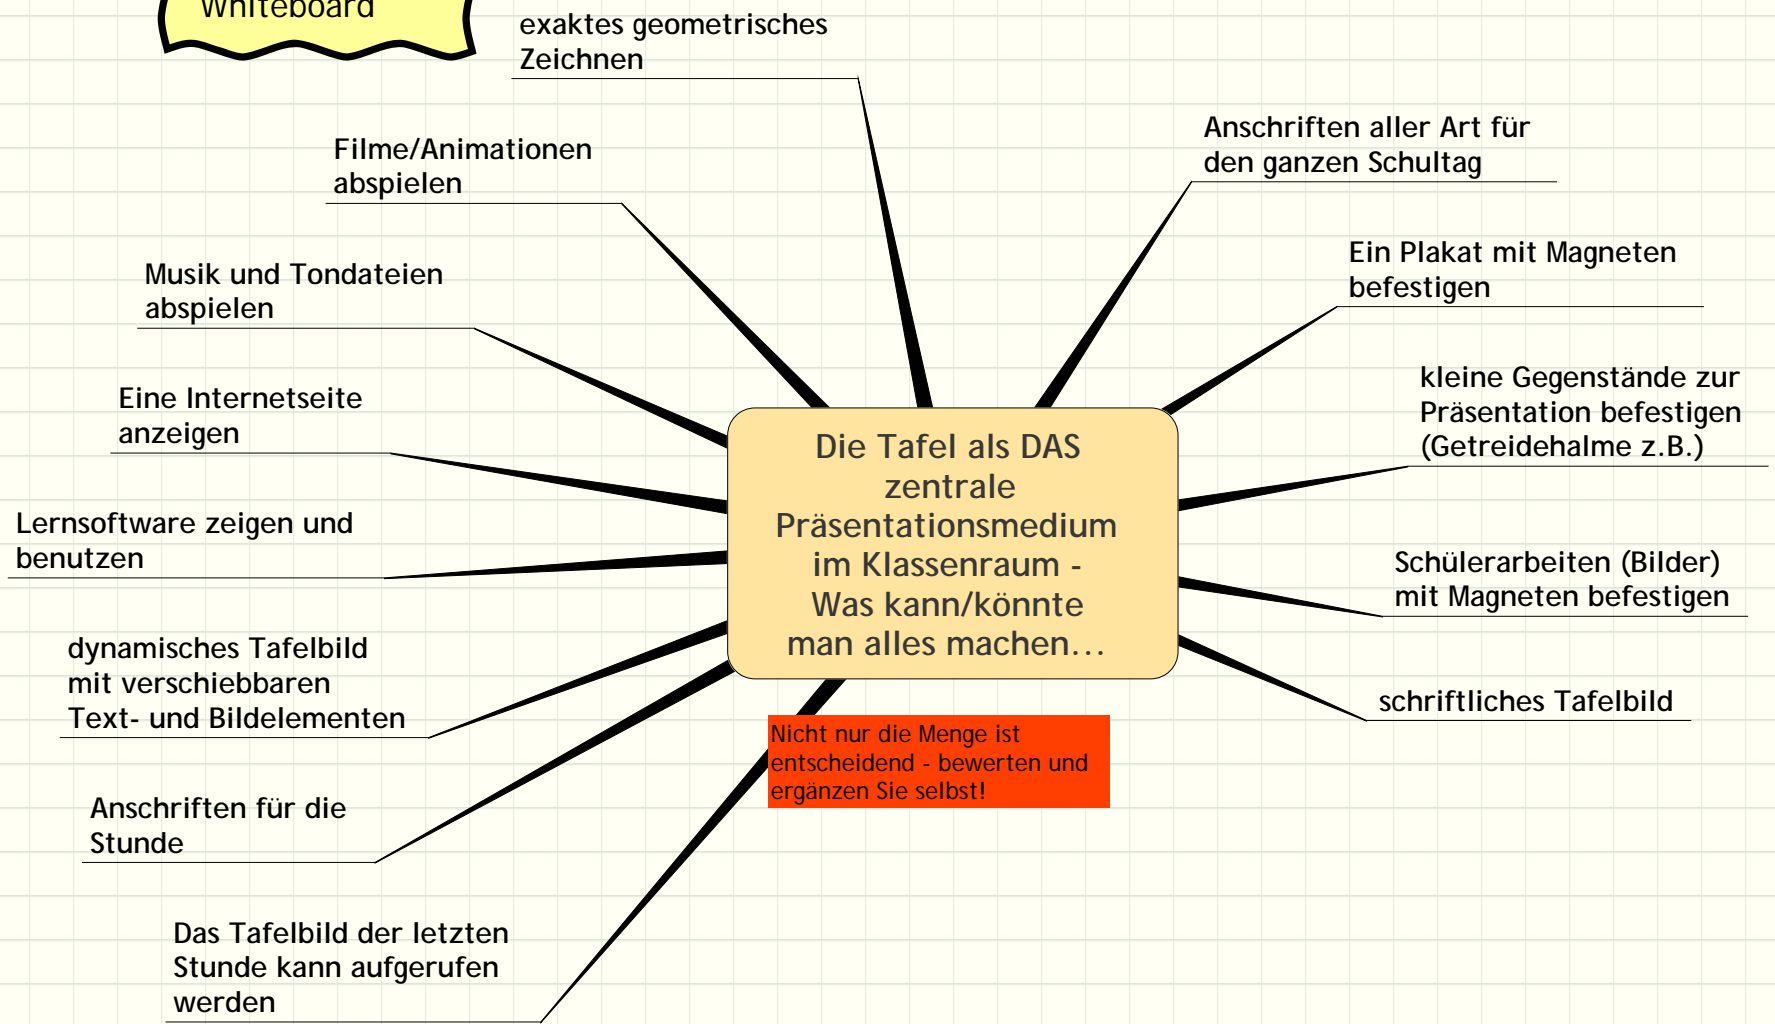 Whiteboard
exaktes geometrisches
Zeichnen
Filme/Animationen
abspielen
Musik und Tondateien
abspielen
Eine Internetseite
anzeigen
Lernsoftware zeigen und
benutzen
dynamisches Tafelbild
mit verschiebbaren
Text- und Bildelementen
Anschriften für die
Stunde
Das Tafelbild der letzten
Stunde kann aufgerufen
werden
Die Tafel als DAS
zentrale
Präsentationsmedium
im Klassenraum -
Was kann/könnte
man alles machen...
Nicht nur die Menge ist
entscheidend - bewerten und
ergänzen Sie selbst!
Anschriften aller Art für
den ganzen Schultag
Ein Plakat mit Magneten
befestigen
kleine Gegenstände zur
Präsentation befestigen
(Getreidehalme z.B.)
Schülerarbeiten (Bilder)
mit Magneten befestigen
schriftliches Tafelbild